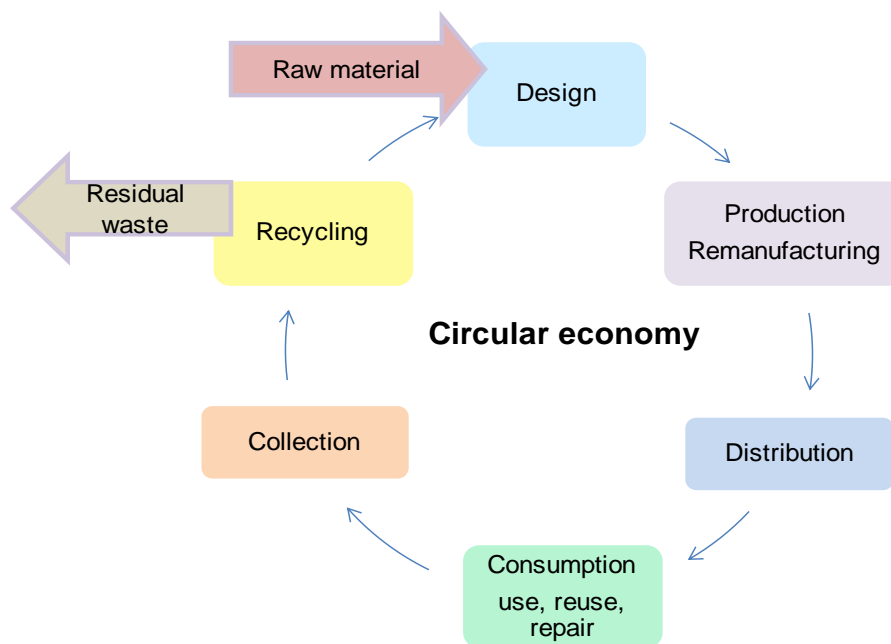 Raw material
Design
Residual
waste
Recycling
Production
Remanufacturing
Circular economy
Collection
Distribution
Consumption
use, reuse,
repair